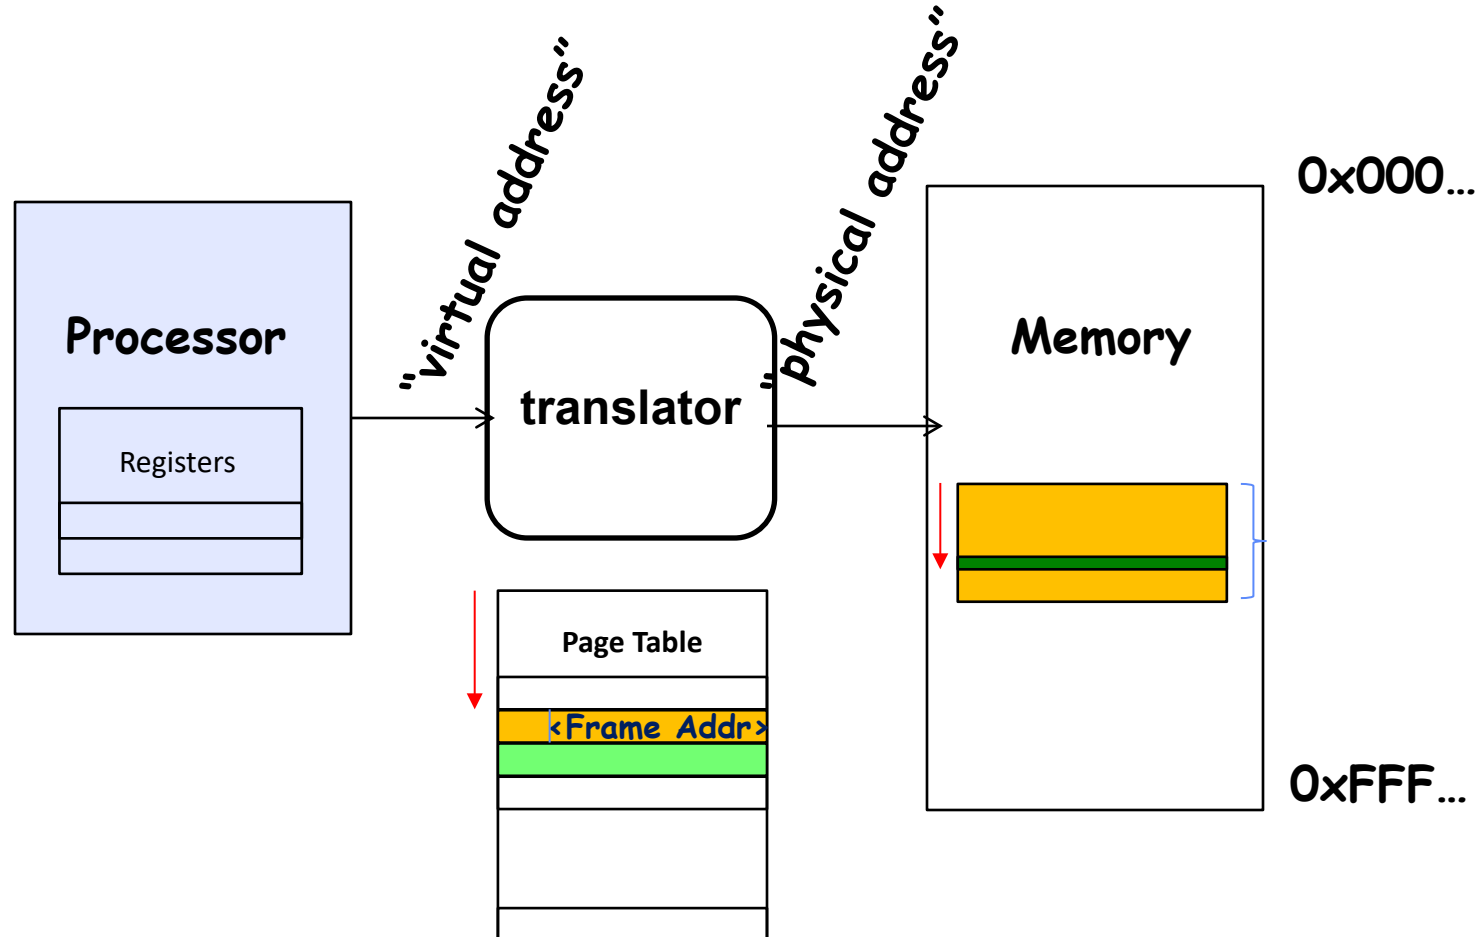 "virtual address"
"physical address"
0x000...
Processor
Memory
translator
Registers
Page Table
<Frame Addr>
0xFFF...